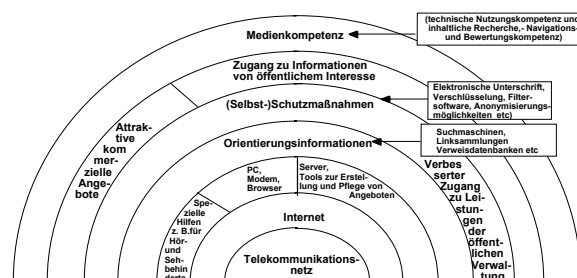 Medienkompetenz
(technische Nutzungskompetenz und
inhaltliche Recherche,- Navigations-
und Bewertungskompetenz)
Zugang zu Informationen
von öffentlichem Interesse
(Selbst-)Schutzmaßnahmen
Elektronische Unterschrift,
Verschlüsselung, Filter-
software, Anonymisierungs-
möglichkeiten etc)
Orientierungsinformationen
Suchmaschinen,
Linksammlungen
Verweisdatenbanken etc
Attrak-
tive
kom
mer-
zielle
Ange-
bote
PC,
Modem,
Browser
Server,
Tools zur Erstel-
lung und Pflege von
Angeboten
Verbes
serter
Zugang
zu Lei-
stun-
gen
der
öffent-
lichen
Verwal-
tung
Spe-
zielle
Hilfen
z. B.für
Hör-
und
Seh-
behin
derte
Internet
Telekommunikations-
netz